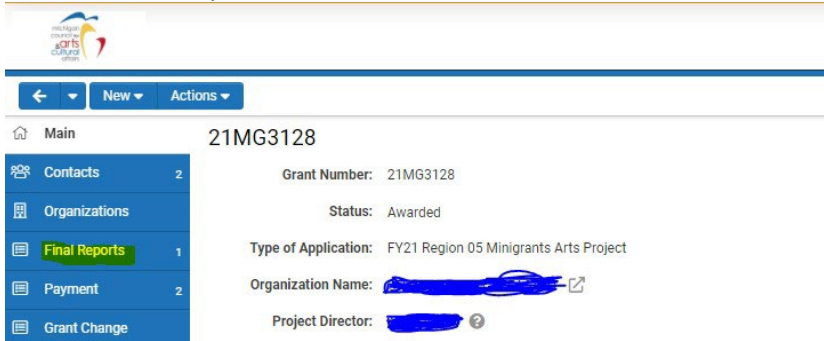 michigan
council for
arts
& cultural
affairs
New Actions
Main
Contacts 2
Organizations
Final Reports 1
Payment 2
Grant Change
21MG3128
Grant Number: 21MG3128
Status: Awarded
Type of Application: FY21 Region 05 Minigrants Arts Project
Organization Name:
Project Director: